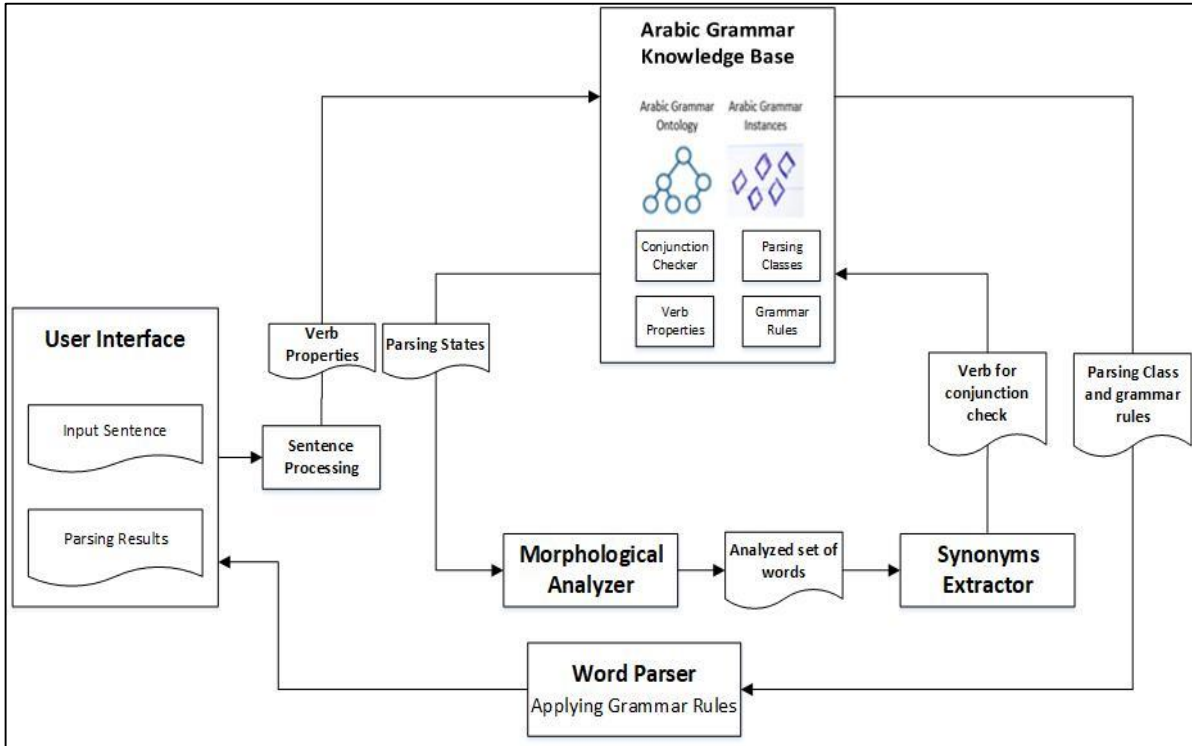 Arabic Grammar
Knowledge Base
Arabic Grammar
Ontology
Arabic Grammar
Instances
Conjunction
Checker
Parsing
Classes
Verb
Properties
Grammar
Rules
User Interface
Input Sentence
Parsing Results
Verb
Properties
Parsing States
Sentence
Processing
Verb for
conjunction
check
Parsing Class
and grammar
rules
Morphological
Analyzer
Analyzed set of
words
Synonyms
Extractor
Word Parser
Applying Grammar Rules